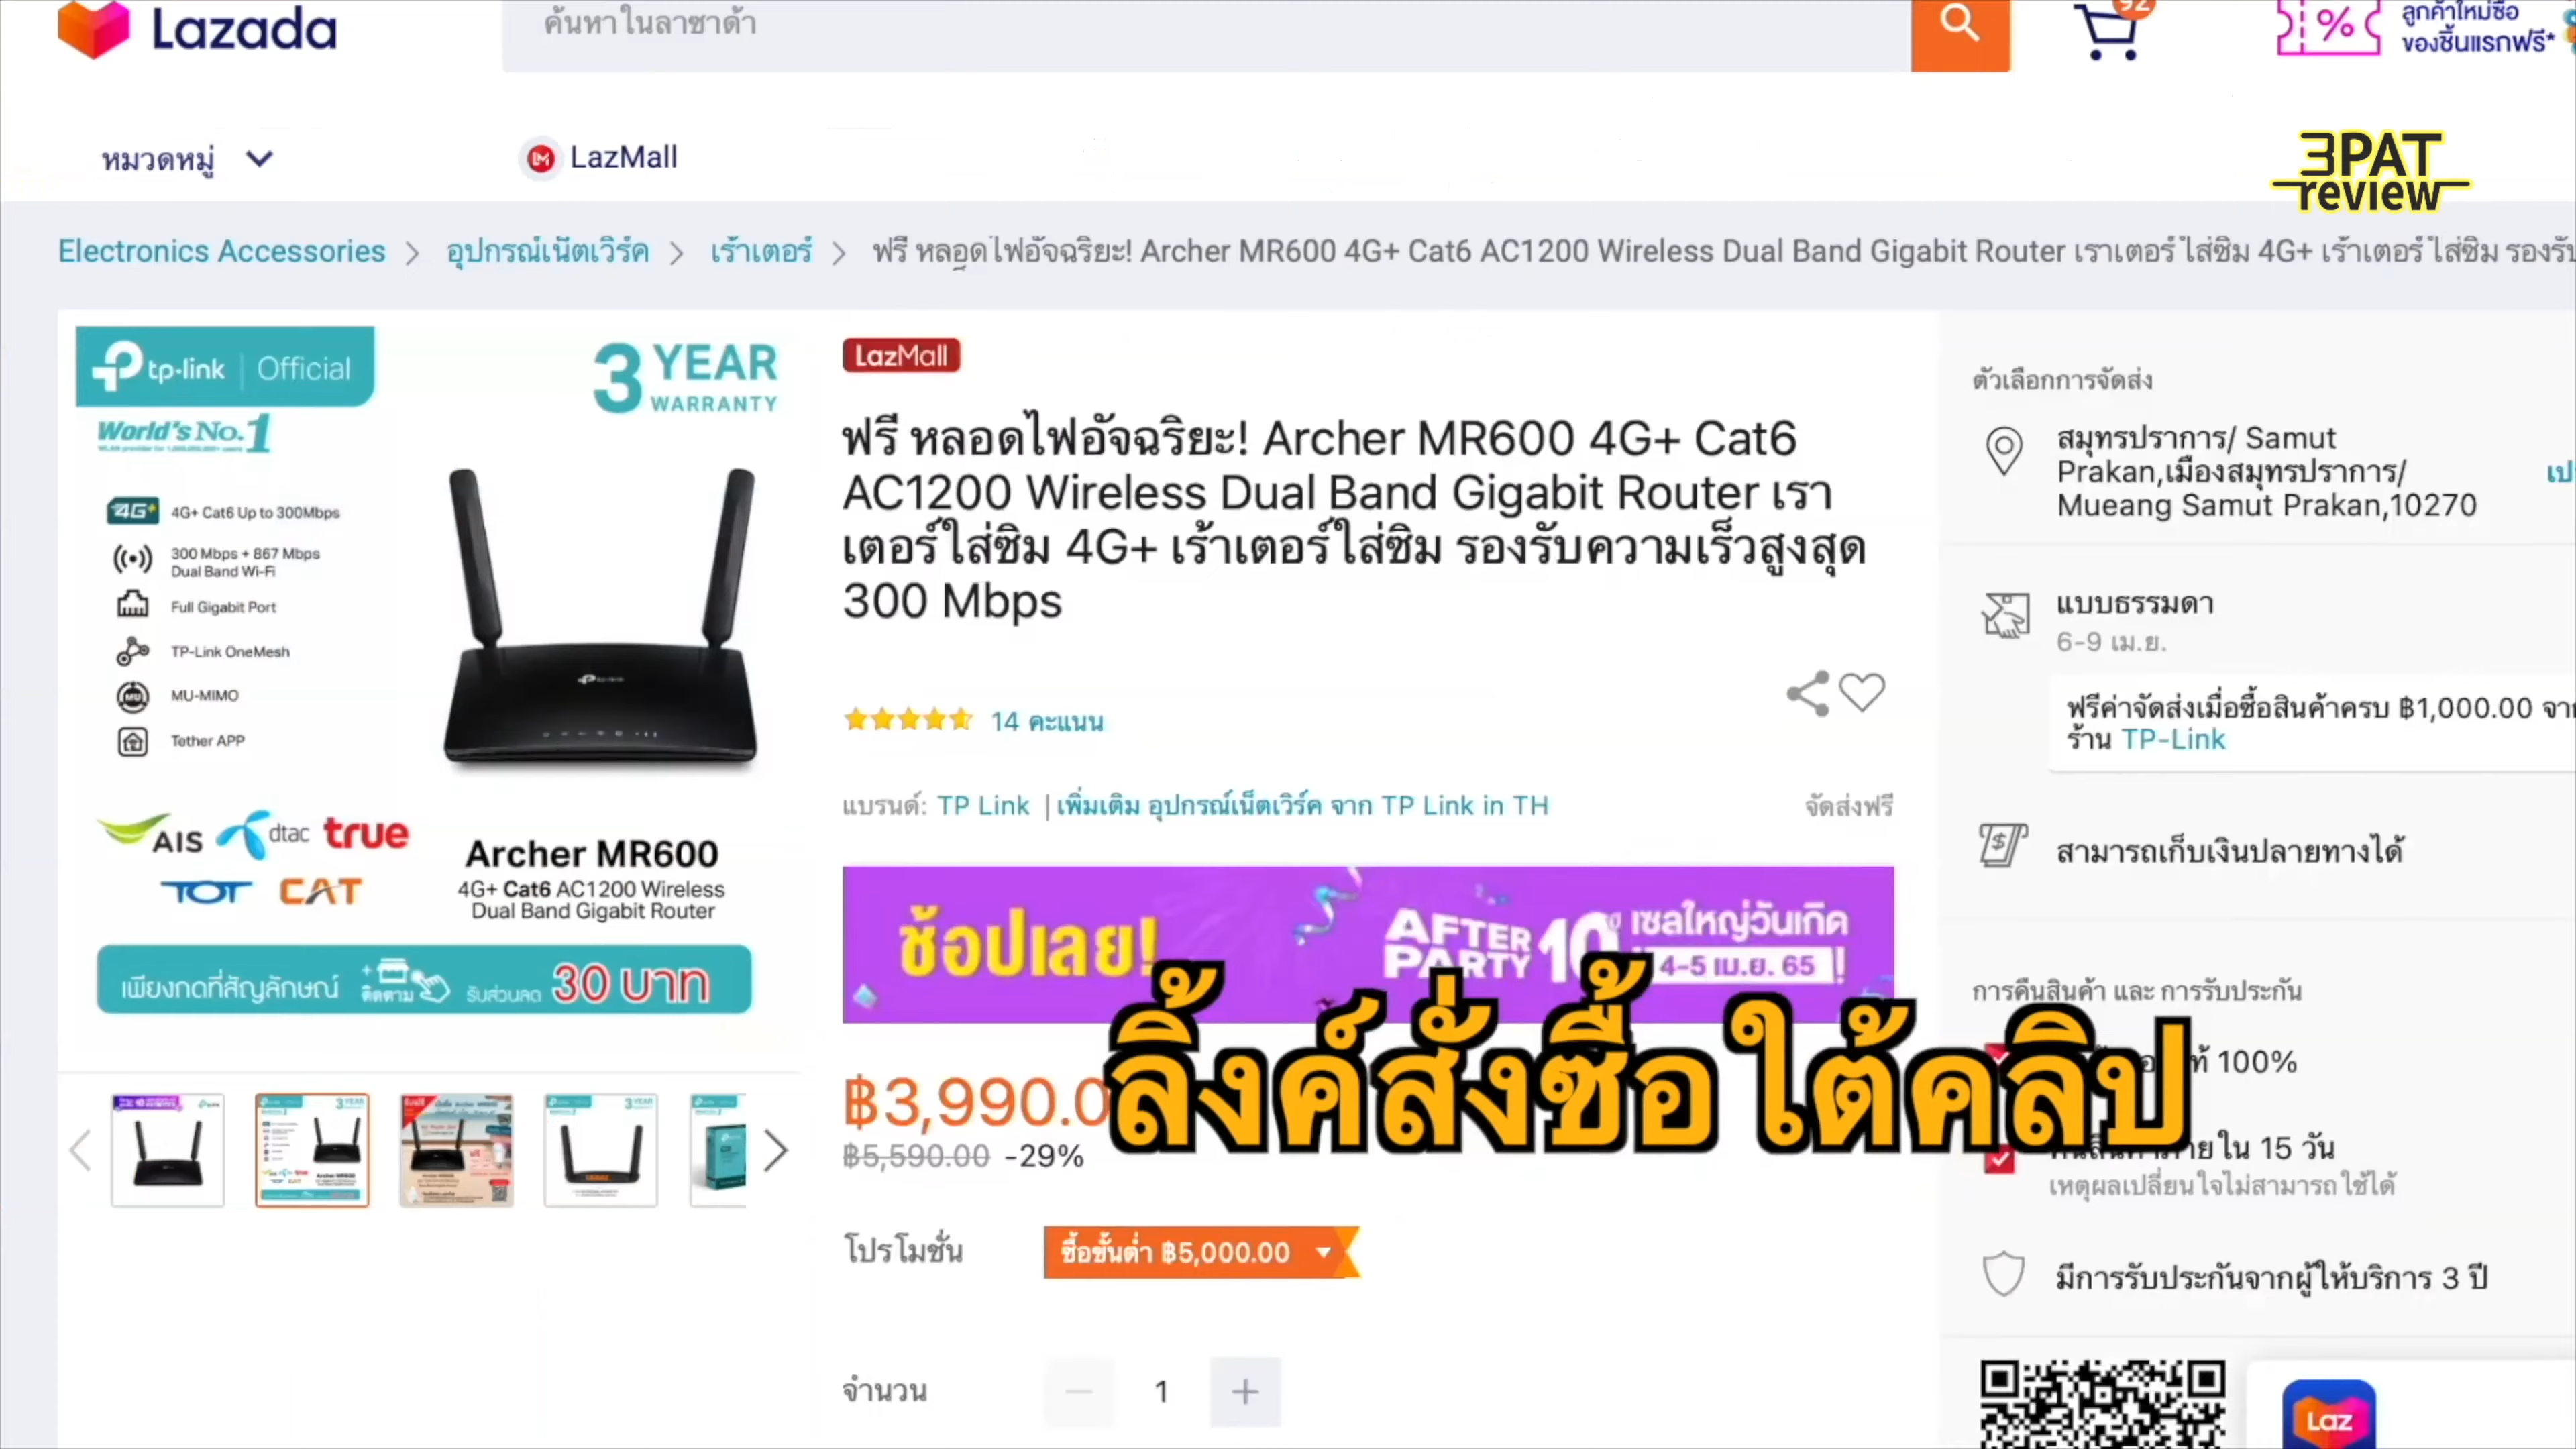 Lazada
ค้นหาในลาซาด้า
92
ลูกค้าใหม่ซื้อ
ของชิ้นแรกฟรี*
หมวดหมู่
LazMall
3PAT
review
Electronics Accessories > อุปกรณ์เน็ตเวิร์ค > เร้าเตอร์ > ฟรี หลอดไฟอัจฉริยะ! Archer MR600 4G+ Cat6 AC1200 Wireless Dual Band Gigabit Router เราเตอร์ใส่ซิม 4G+ เร้าเตอร์ใส่ซิม รองรับ
tp-link | Official
3 YEAR
WARRANTY
World's No.1
4G+ 4G+ Cat6 Up to 300Mbps
300 Mbps + 867 Mbps
Dual Band Wi-Fi
Full Gigabit Port
TP-Link OneMesh
MU-MIMO
Tether APP
tp-link
AIS dtac true
TOT CAT
Archer MR600
4G+ Cat6 AC1200 Wireless
Dual Band Gigabit Router
เพียงกดที่สัญลักษณ์ + ติดตาม รับส่วนลด 30 บาท
LazMall
ฟรี หลอดไฟอัจฉริยะ! Archer MR600 4G+ Cat6
AC1200 Wireless Dual Band Gigabit Router เรา
เตอร์ใส่ซิม 4G+ เร้าเตอร์ใส่ซิม รองรับความเร็วสูงสุด
300 Mbps
14 คะแนน
แบรนด์: TP Link | เพิ่มเติม อุปกรณ์เน็ตเวิร์ค จาก TP Link in TH
จัดส่งฟรี
ช้อปเลย!
AFTER
PARTY
10
เซลใหญ่วันเกิด
4-5 เม.ย. 65
฿3,990.0
฿5,590.00 -29%
ลิ้งค์สั่งซื้อ ใต้คลิป
โปรโมชั่น
ซื้อขั้นต่ำ ฿5,000.00
จำนวน
1
ตัวเลือกการจัดส่ง
สมุทรปราการ/ Samut
Prakan,เมืองสมุทรปราการ/
Mueang Samut Prakan,10270
แบบธรรมดา
6-9 เม.ย.
ฟรีค่าจัดส่งเมื่อซื้อสินค้าครบ ฿1,000.00 จาก
ร้าน TP-Link
สามารถเก็บเงินปลายทางได้
การคืนสินค้า และ การรับประกัน
100%
ใน 15 วัน
เหตุผลเปลี่ยนใจไม่สามารถใช้ได้
มีการรับประกันจากผู้ให้บริการ 3 ปี
Laz